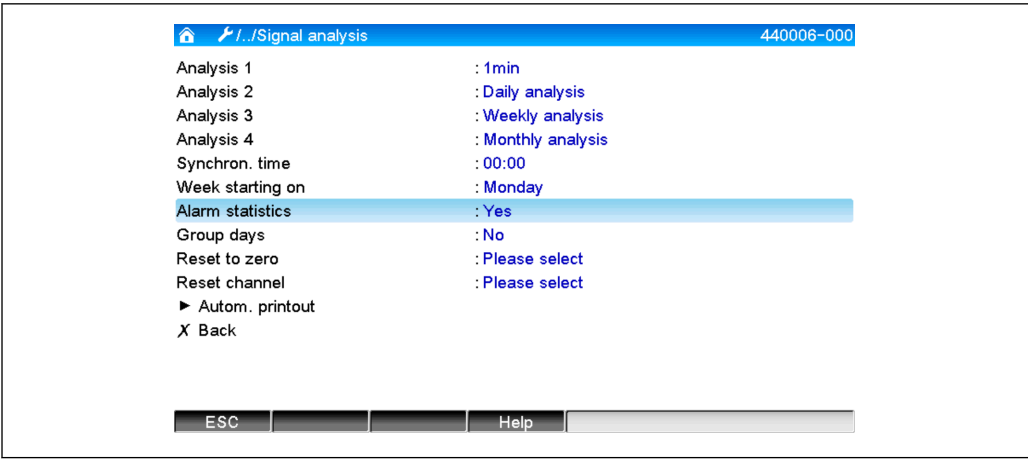 /../Signal analysis 440006-000
Analysis 1 : 1min
Analysis 2 : Daily analysis
Analysis 3 : Weekly analysis
Analysis 4 : Monthly analysis
Synchron. time : 00:00
Week starting on : Monday
Alarm statistics : Yes
Group days : No
Reset to zero : Please select
Reset channel : Please select
► Autom. printout
X Back
ESC Help